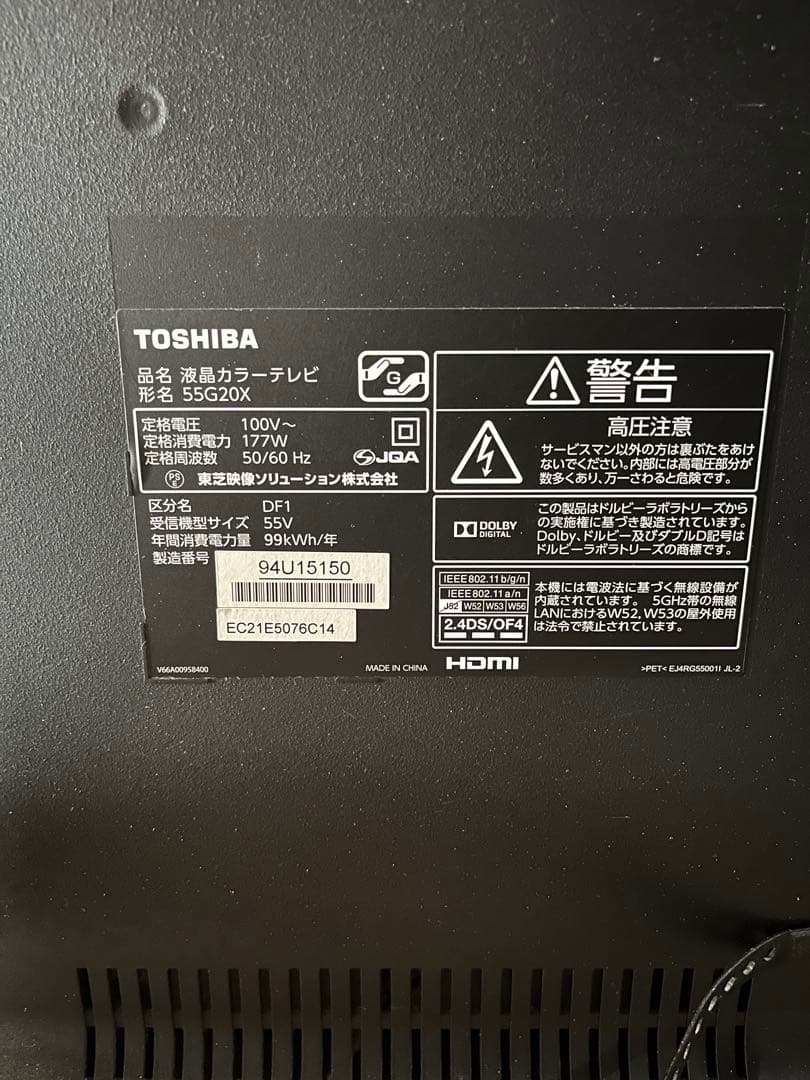 TOSHIBA
品名 液晶カラーテレビ
形名 55G20X
G
定格電圧 100V～
定格消費電力 177W
定格周波数 50/60 Hz
JQA
PS
E
東芝映像ソリューション株式会社
区分名 DF1
受信機型サイズ 55V
年間消費電力量 99kWh/年
製造番号
94U15150
EC21E5076C14
V66A00958400
MADE IN CHINA
警告
高圧注意
サービスマン以外の方は裏ぶたをあけ
ないでください。内部には高電圧部分が
数多くあり、万一さわると危険です。
DOLBY
DIGITAL
この製品はドルビーラボラトリーズから
の実施権に基づき製造されています。
Dolby、ドルビー及びダブルD記号は
ドルビーラボラトリーズの商標です。
IEEE802.11b/g/n
IEEE802.11a/n
J52 W52 W53 W56
2.4DS/OF4
本機には電波法に基づく無線設備が
内蔵されています。 5GHz帯の無線
LANにおけるW52、W53の屋外使用
は法令で禁止されています。
HDMI
>PET< EJ4RG55001I JL-2